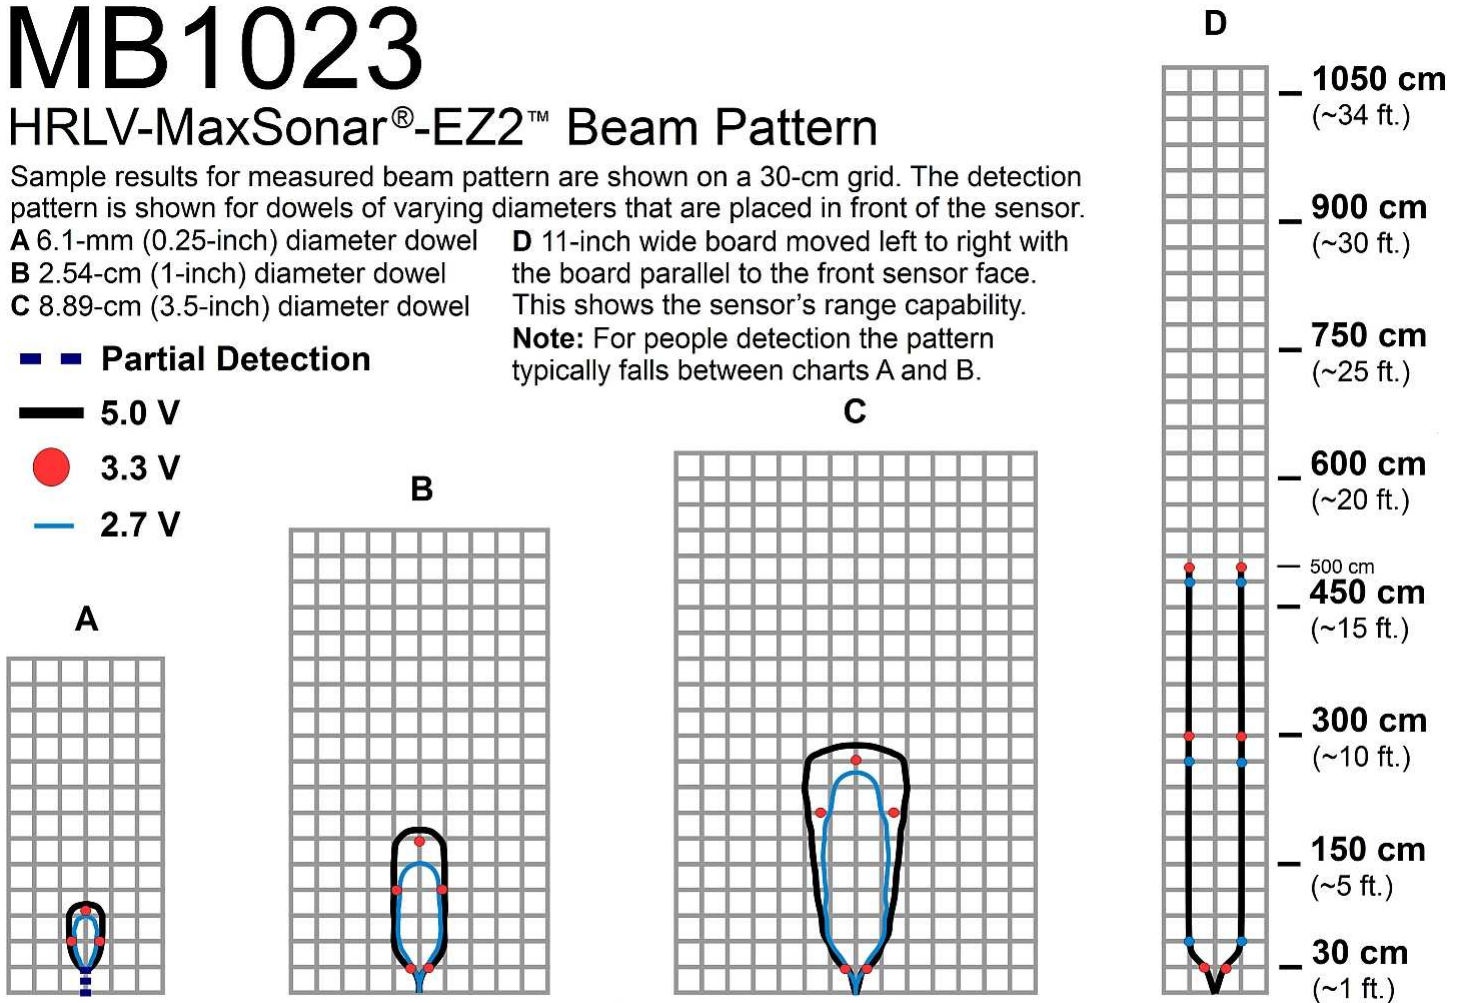 MB1023
HRLV-MaxSonar®-EZ2™ Beam Pattern
Sample results for measured beam pattern are shown on a 30-cm grid. The detection
pattern is shown for dowels of varying diameters that are placed in front of the sensor.
A 6.1-mm (0.25-inch) diameter dowel
B 2.54-cm (1-inch) diameter dowel
C 8.89-cm (3.5-inch) diameter dowel
D 11-inch wide board moved left to right with
the board parallel to the front sensor face.
This shows the sensor's range capability.
Note: For people detection the pattern
typically falls between charts A and B.
Partial Detection
5.0 V
3.3 V
2.7 V
A
B
C
D
1050 cm
(~34 ft.)
900 cm
(~30 ft.)
750 cm
(~25 ft.)
600 cm
(~20 ft.)
500 cm
450 cm
(~15 ft.)
300 cm
(~10 ft.)
150 cm
(~5 ft.)
30 cm
(~1 ft.)